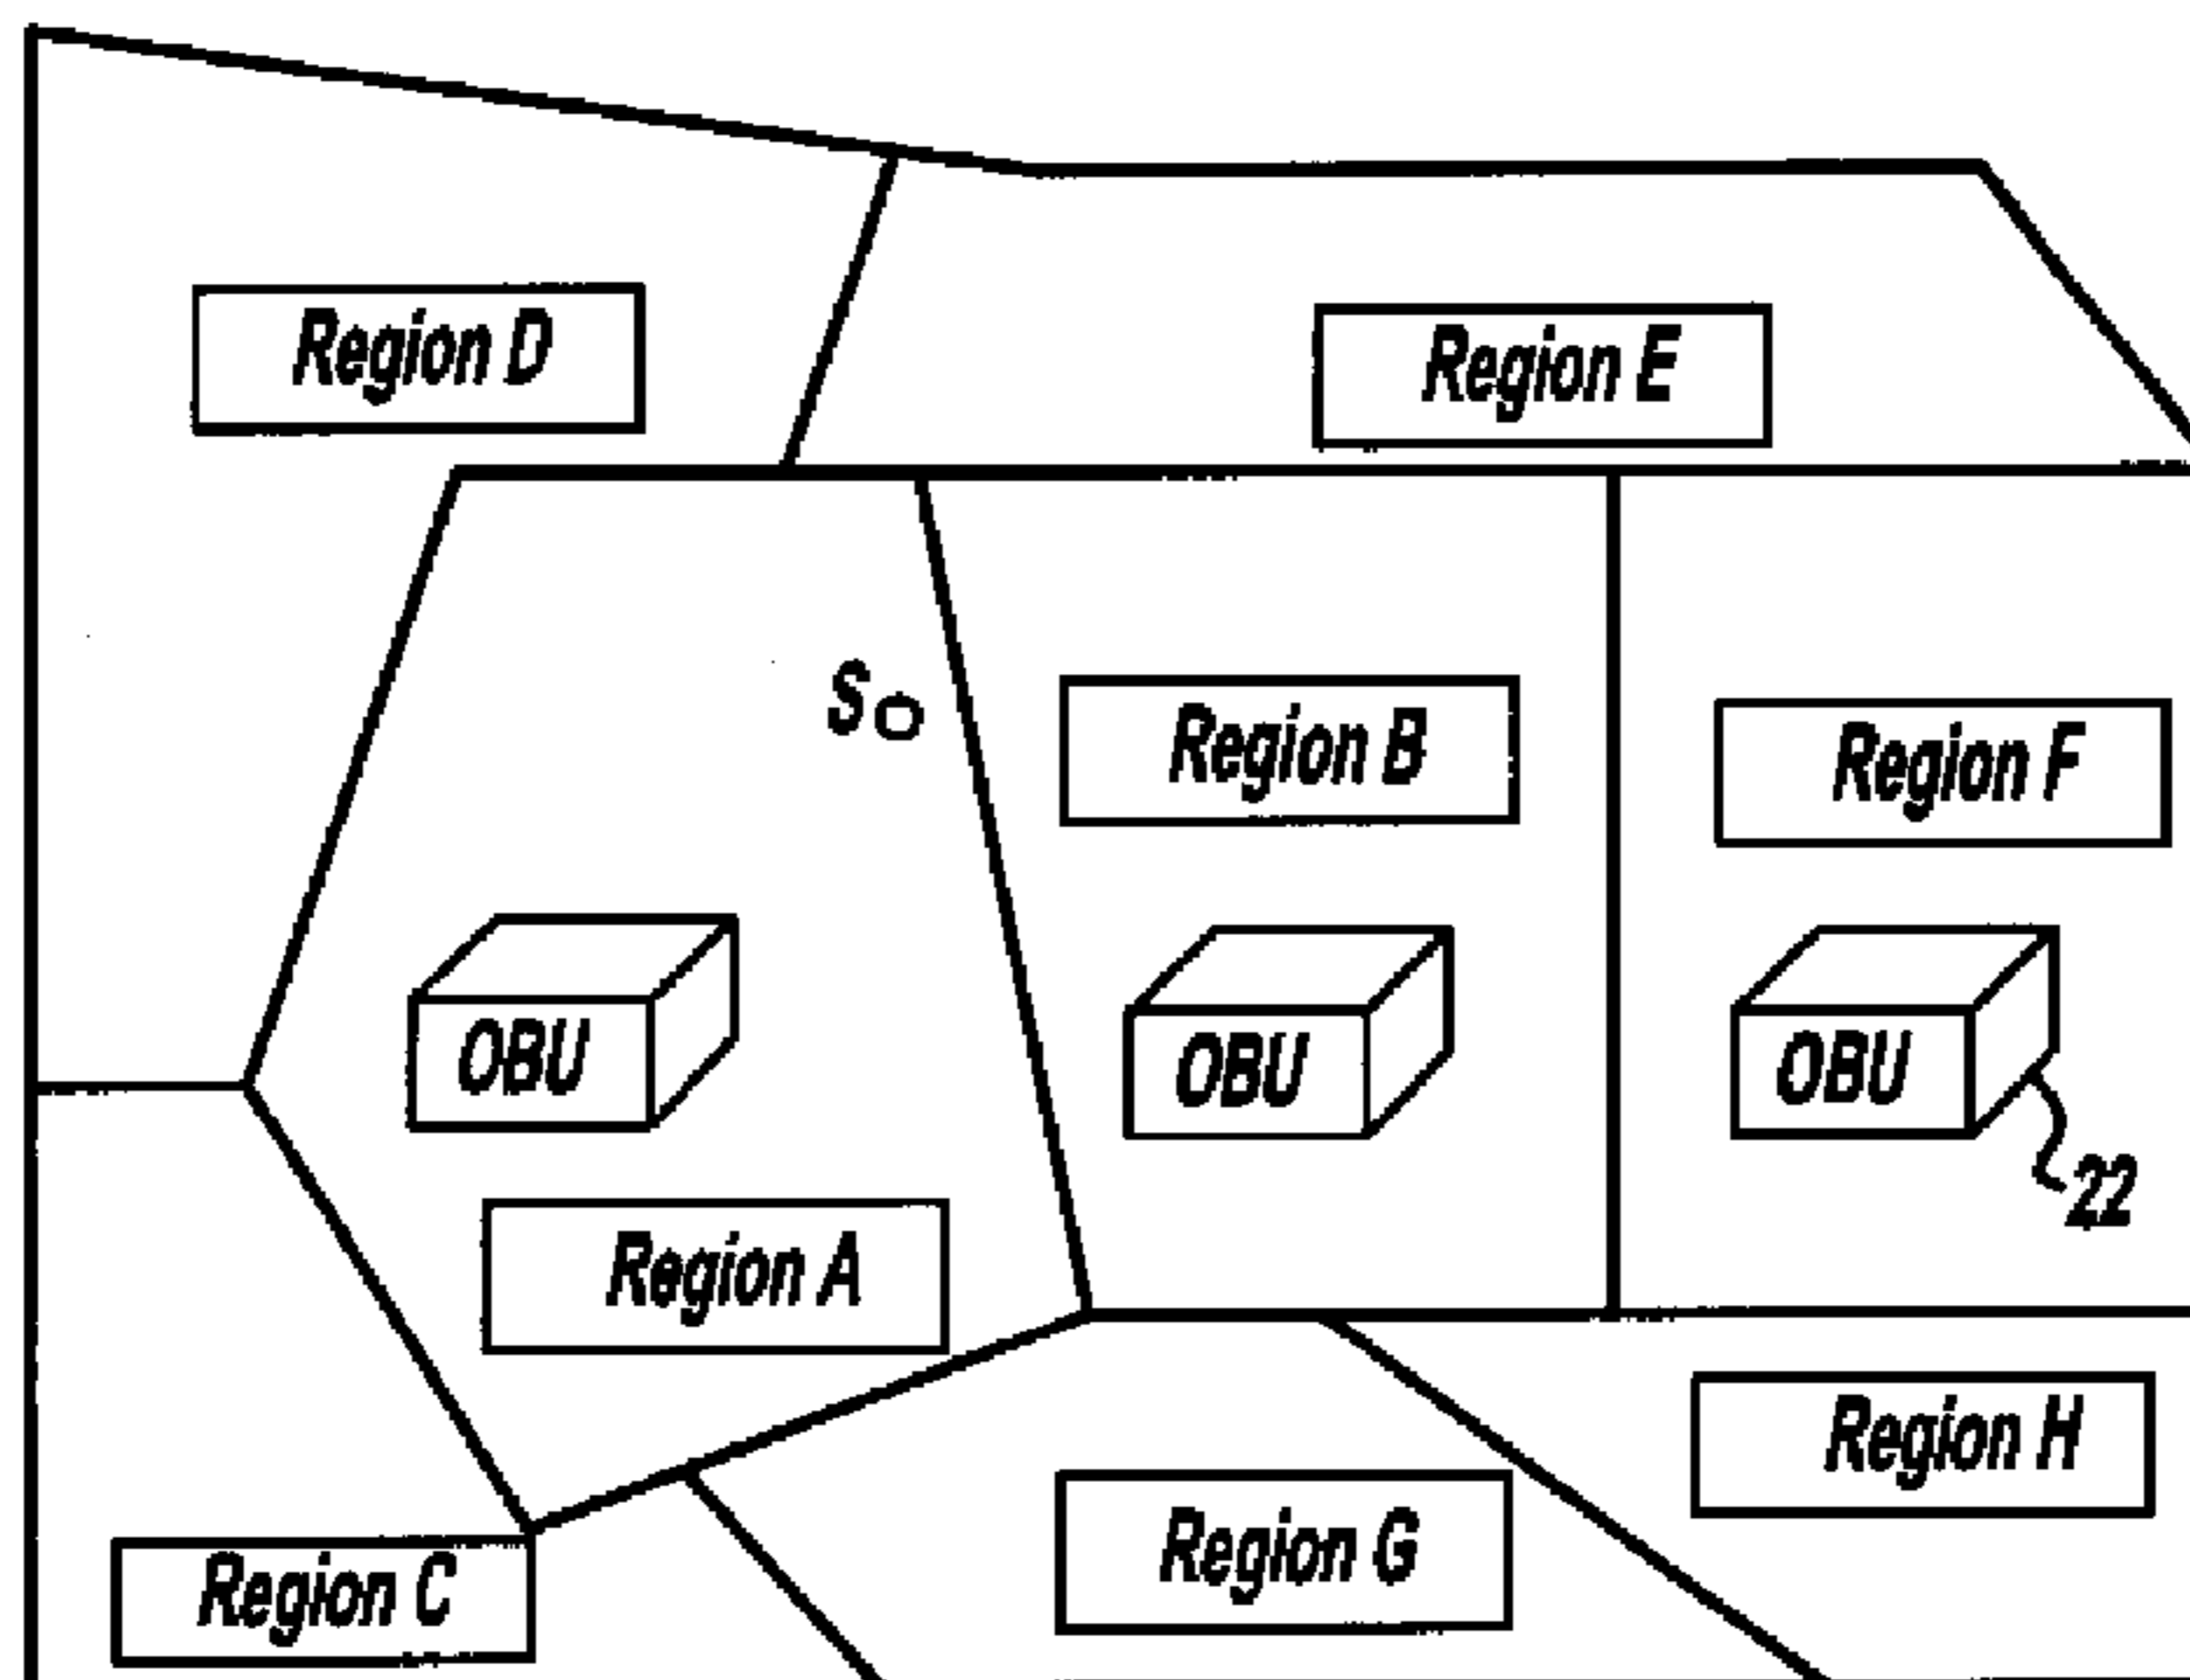 Region D
Region E
S
Region B
Region F
OBU
OBU
OBU
22
Region A
Region H
Region G
Region C